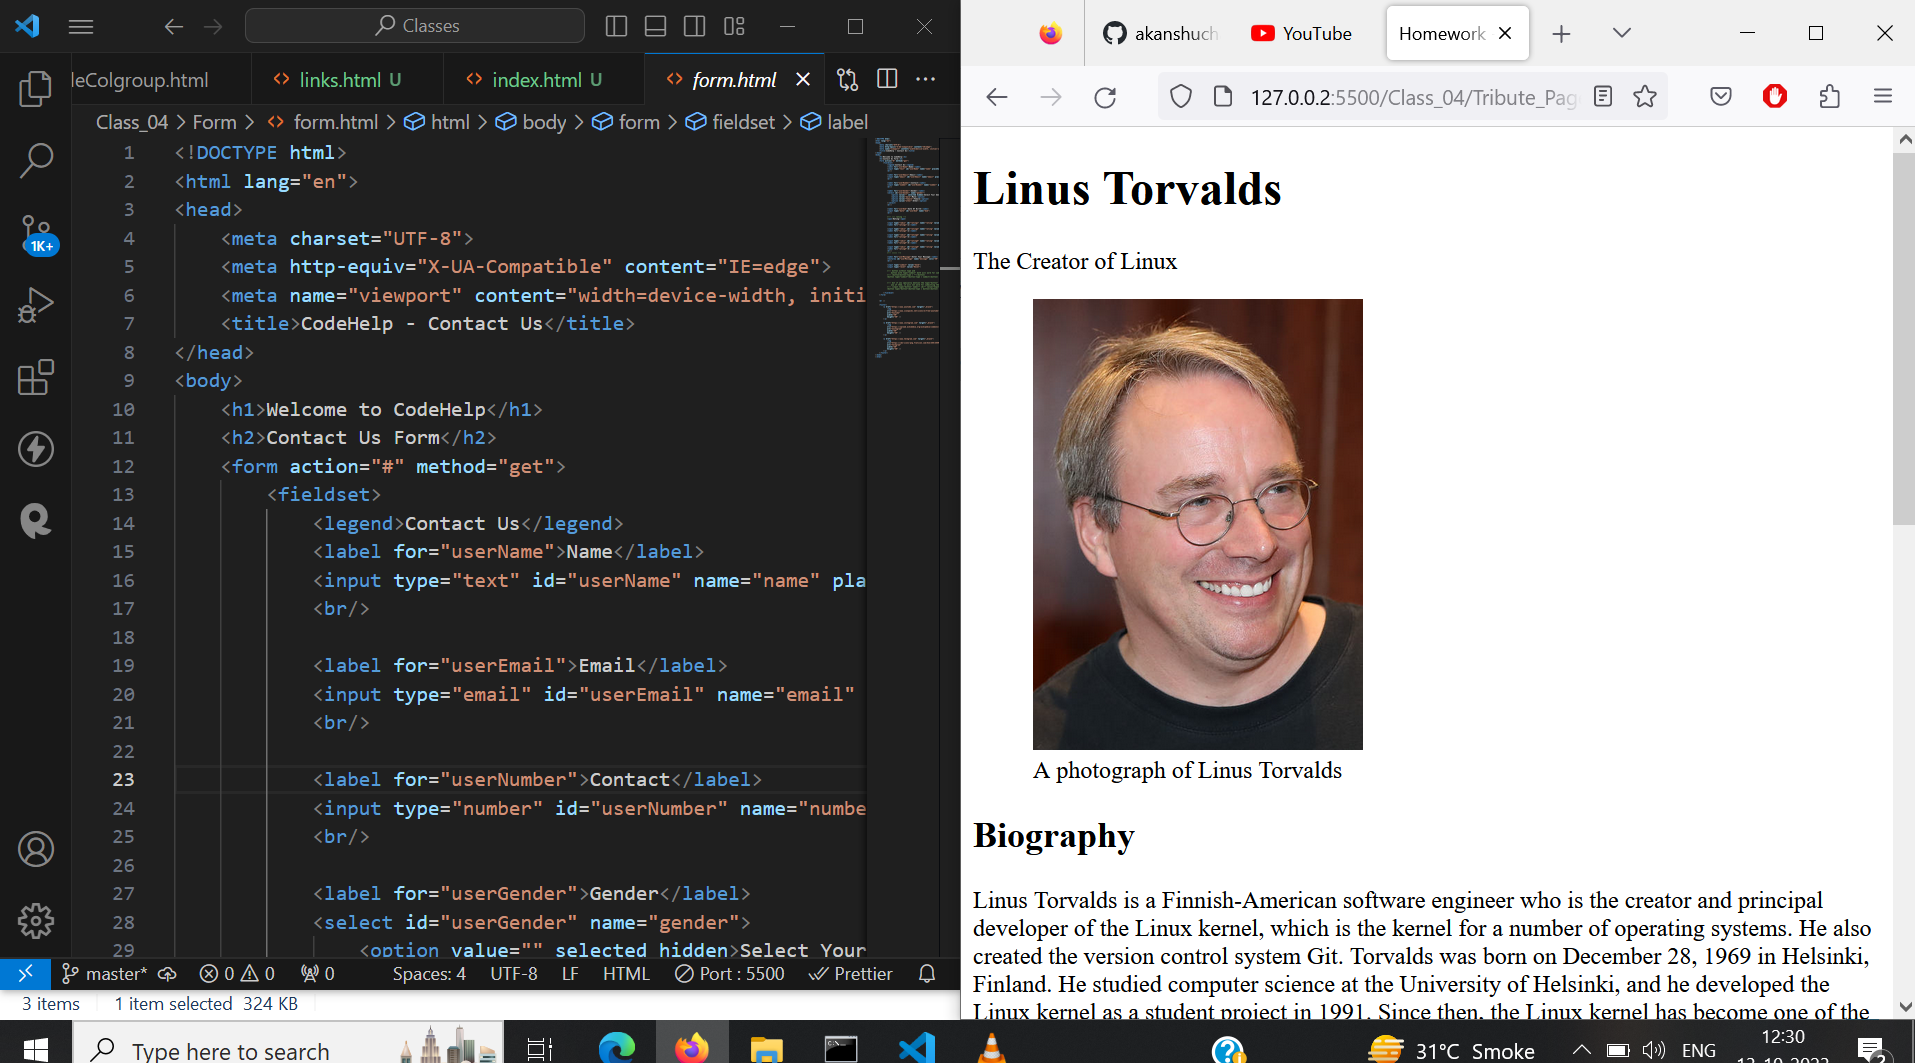 Classes
leColgroup.html
links.html U
index.html U
form.html
Class_04 > Form > <> form.html > html > body > form > fieldset > label
1 <!DOCTYPE html>
2 <html lang="en">
3 <head>
4 <meta charset="UTF-8">
5 <meta http-equiv="X-UA-Compatible" content="IE=edge">
6 <meta name="viewport" content="width=device-width, initi
7 <title>CodeHelp - Contact Us</title>
8 </head>
9 <body>
10 <h1>Welcome to CodeHelp</h1>
11 <h2>Contact Us Form</h2>
12 <form action="#" method="get">
13 <fieldset>
14 <legend>Contact Us</legend>
15 <label for="userName">Name</label>
16 <input type="text" id="userName" name="name" pla
17 <br/>
18
19 <label for="userEmail">Email</label>
20 <input type="email" id="userEmail" name="email"
21 <br/>
22
23 <label for="userNumber">Contact</label>
24 <input type="number" id="userNumber" name="numbe
25 <br/>
26
27 <label for="userGender">Gender</label>
28 <select id="userGender" name="gender">
29 <option value="" selected hidden>Select Your
1K+
master* 0 0 0 Spaces: 4 UTF-8 LF HTML Port : 5500 Prettier
3 items 1 item selected 324 KB
akanshuch
YouTube
Homework
127.0.0.2:5500/Class_04/Tribute_Pag
Linus Torvalds
The Creator of Linux
A photograph of Linus Torvalds
Biography
Linus Torvalds is a Finnish-American software engineer who is the creator and principal
developer of the Linux kernel, which is the kernel for a number of operating systems. He also
created the version control system Git. Torvalds was born on December 28, 1969 in Helsinki,
Finland. He studied computer science at the University of Helsinki, and he developed the
Linux kernel as a student project in 1991. Since then, the Linux kernel has become one of the
Type here to search
31°C Smoke
ENG
12:30